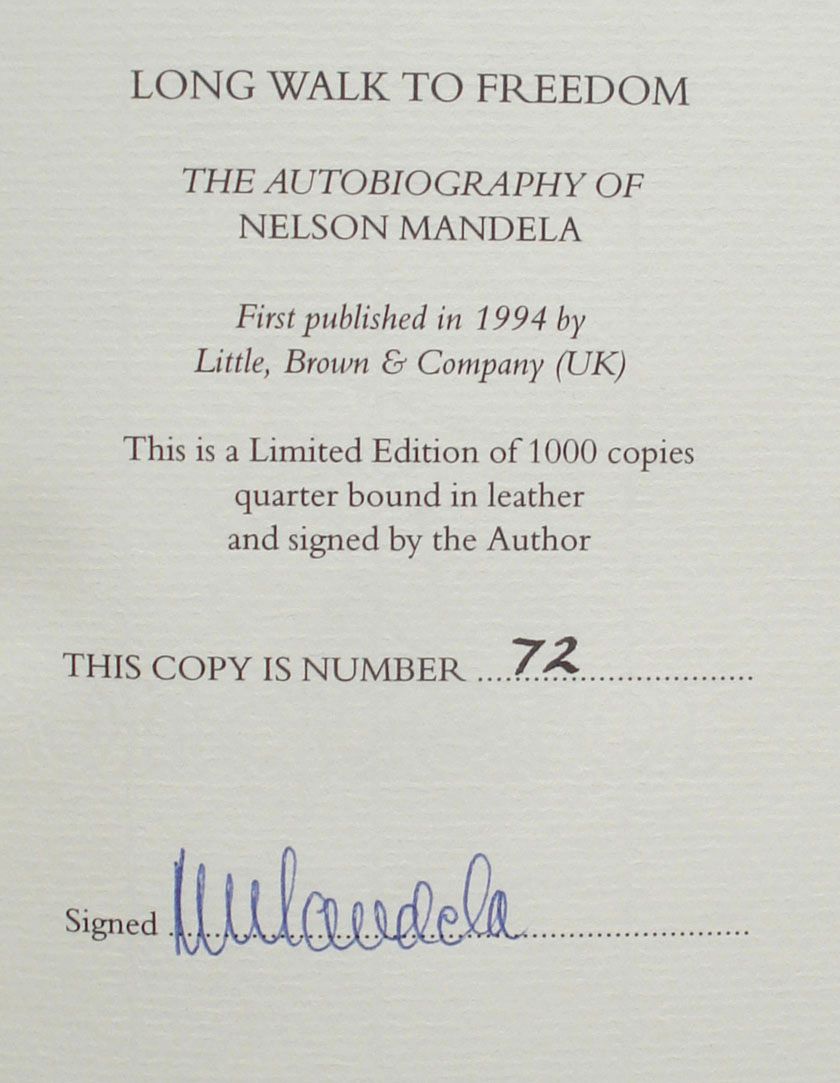 LONG WALK TO FREEDOM
THE AUTOBIOGRAPHY OF
NELSON MANDELA
First published in 1994 by
Little, Brown & Company (UK)
This is a Limited Edition of 1000 copies
quarter bound in leather
and signed by the Author
THIS COPY IS NUMBER 72
Signed Mandela